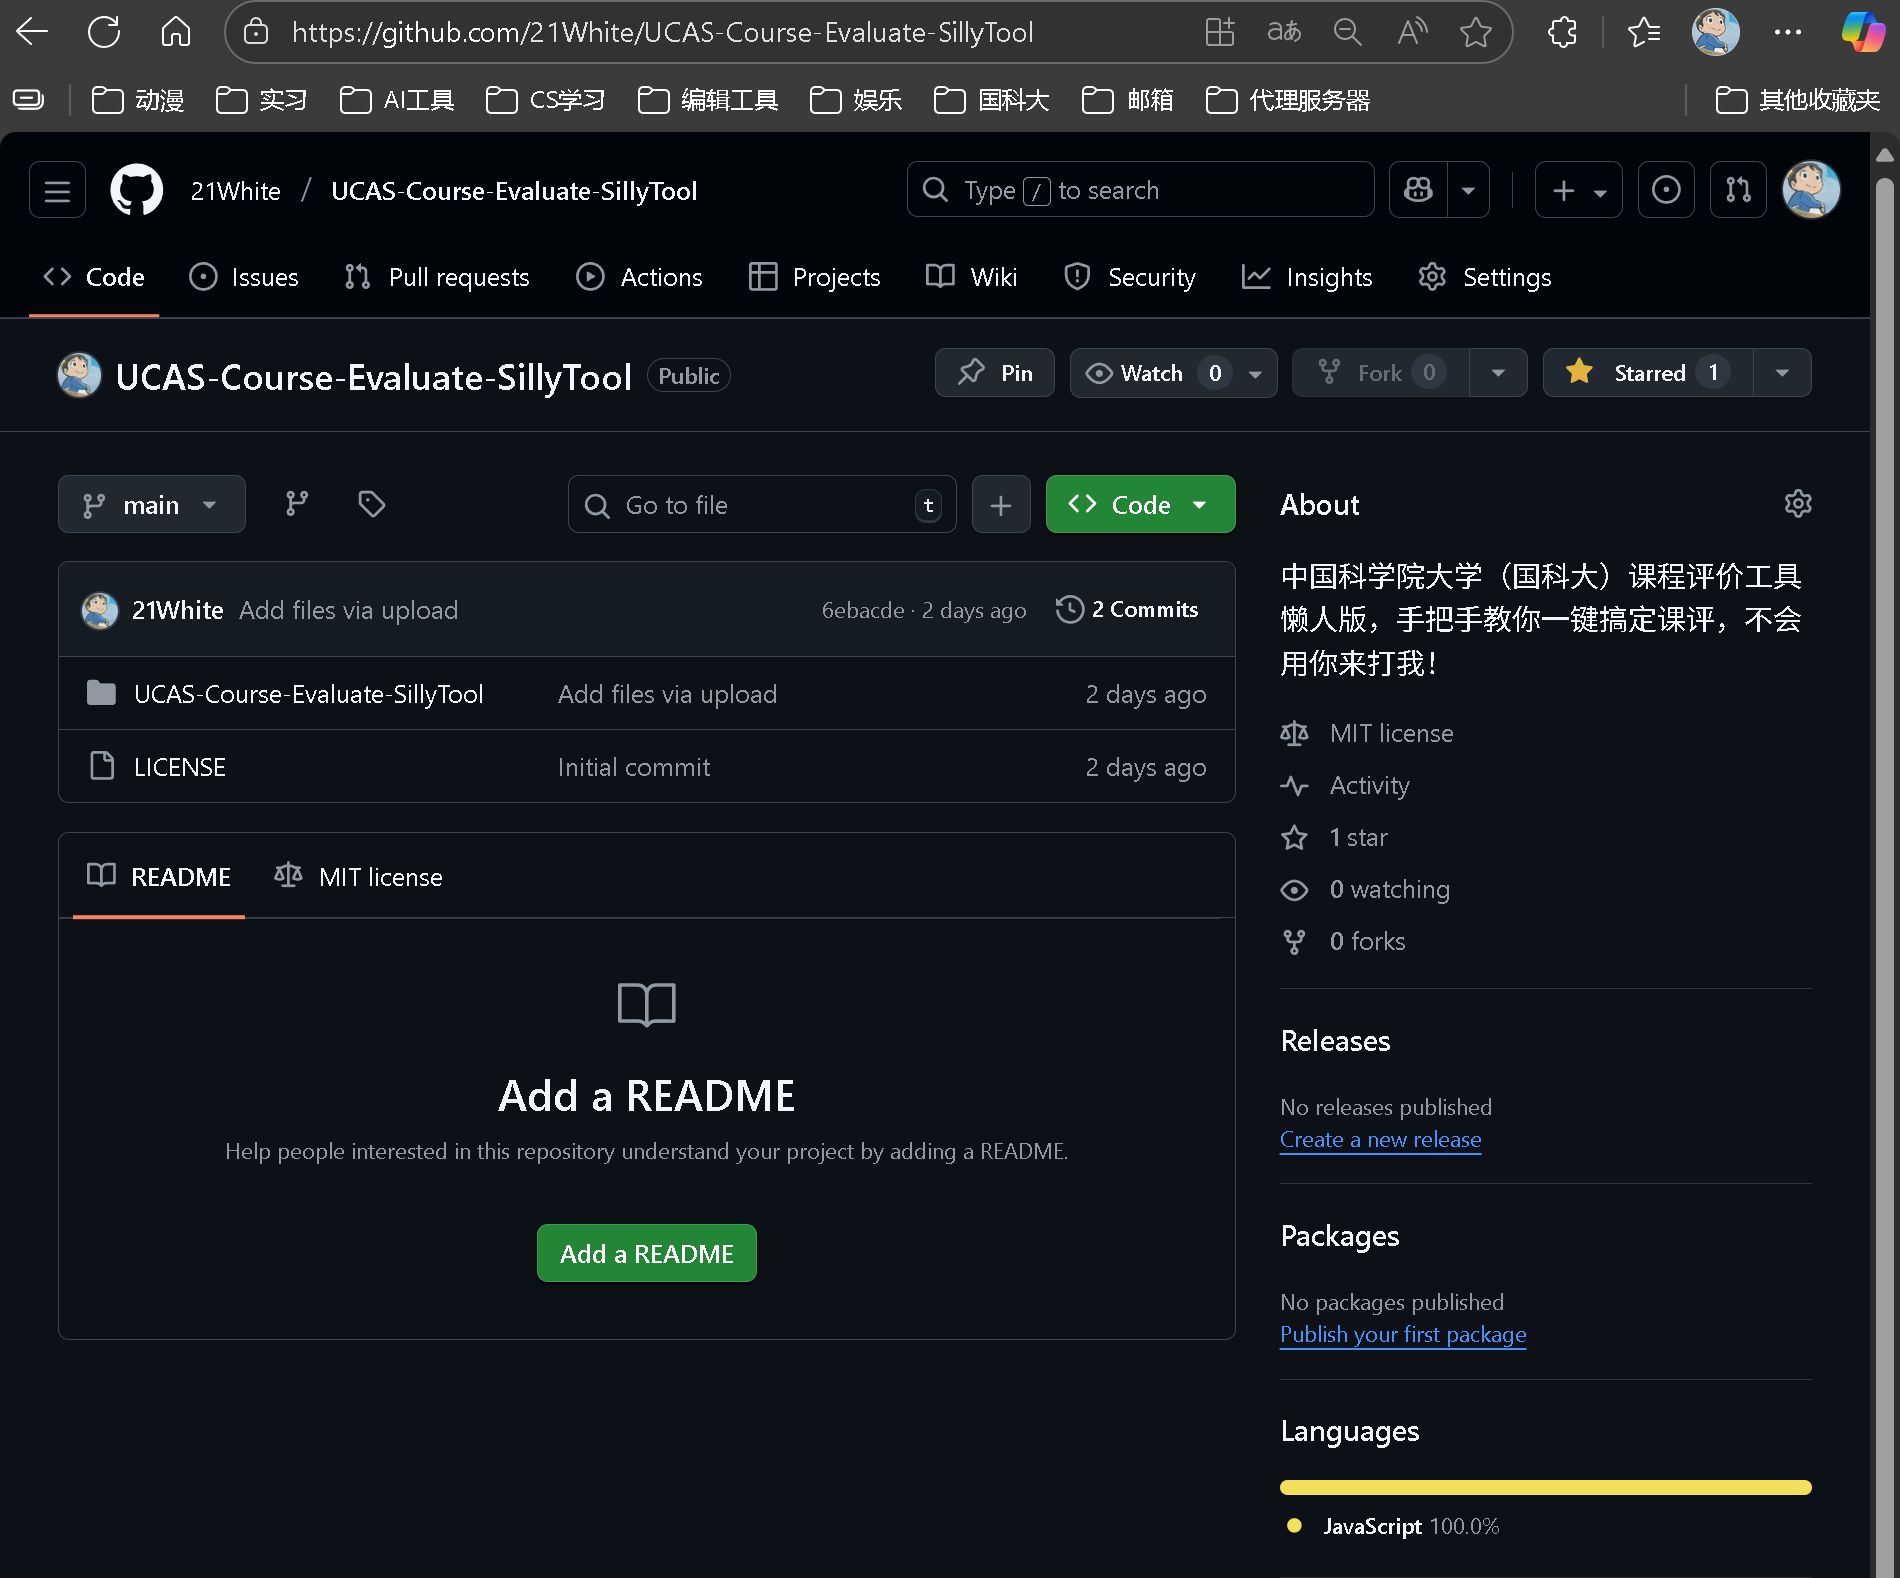 https://github.com/21White/UCAS-Course-Evaluate-SillyTool
動漫 实习 AI工具 CS学习 编辑工具 娱乐 国科大 邮箱 代理服务器 其他收藏夹
21White / UCAS-Course-Evaluate-SillyTool Type / to search
Code Issues Pull requests Actions Projects Wiki Security Insights Settings
UCAS-Course-Evaluate-SillyTool Public Pin Watch 0 Fork 0 Starred 1
main Go to file t Code
21White Add files via upload 6ebacde · 2 days ago 2 Commits
UCAS-Course-Evaluate-SillyTool Add files via upload 2 days ago
LICENSE Initial commit 2 days ago
README MIT license
Add a README
Help people interested in this repository understand your project by adding a README.
Add a README
About
中国科学院大学（国科大）课程评价工具
懒人版，手把手教你一键搞定课评，不会
用你来打我！
MIT license
Activity
1 star
0 watching
0 forks
Releases
No releases published
Create a new release
Packages
No packages published
Publish your first package
Languages
JavaScript 100.0%